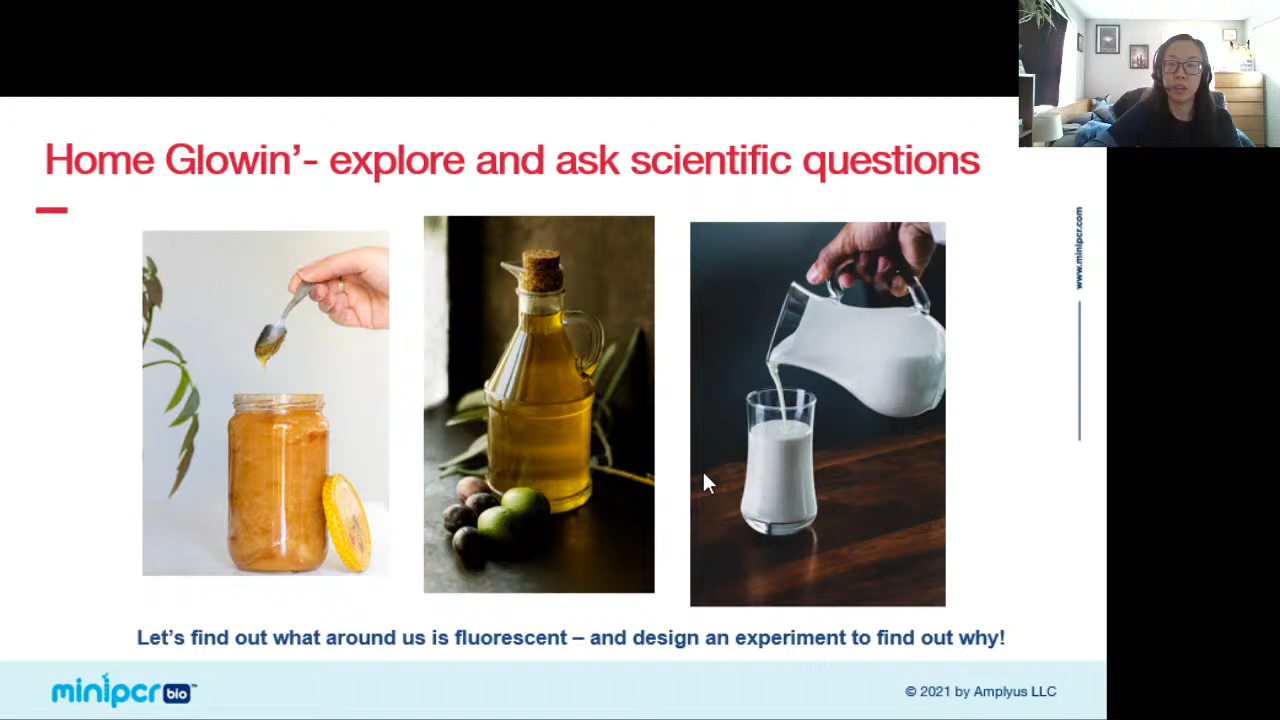 Home Glowin'- explore and ask scientific questions
www.minipcr.com
Let's find out what around us is fluorescent – and design an experiment to find out why!
minipcr bio™
© 2021 by Amplyus LLC